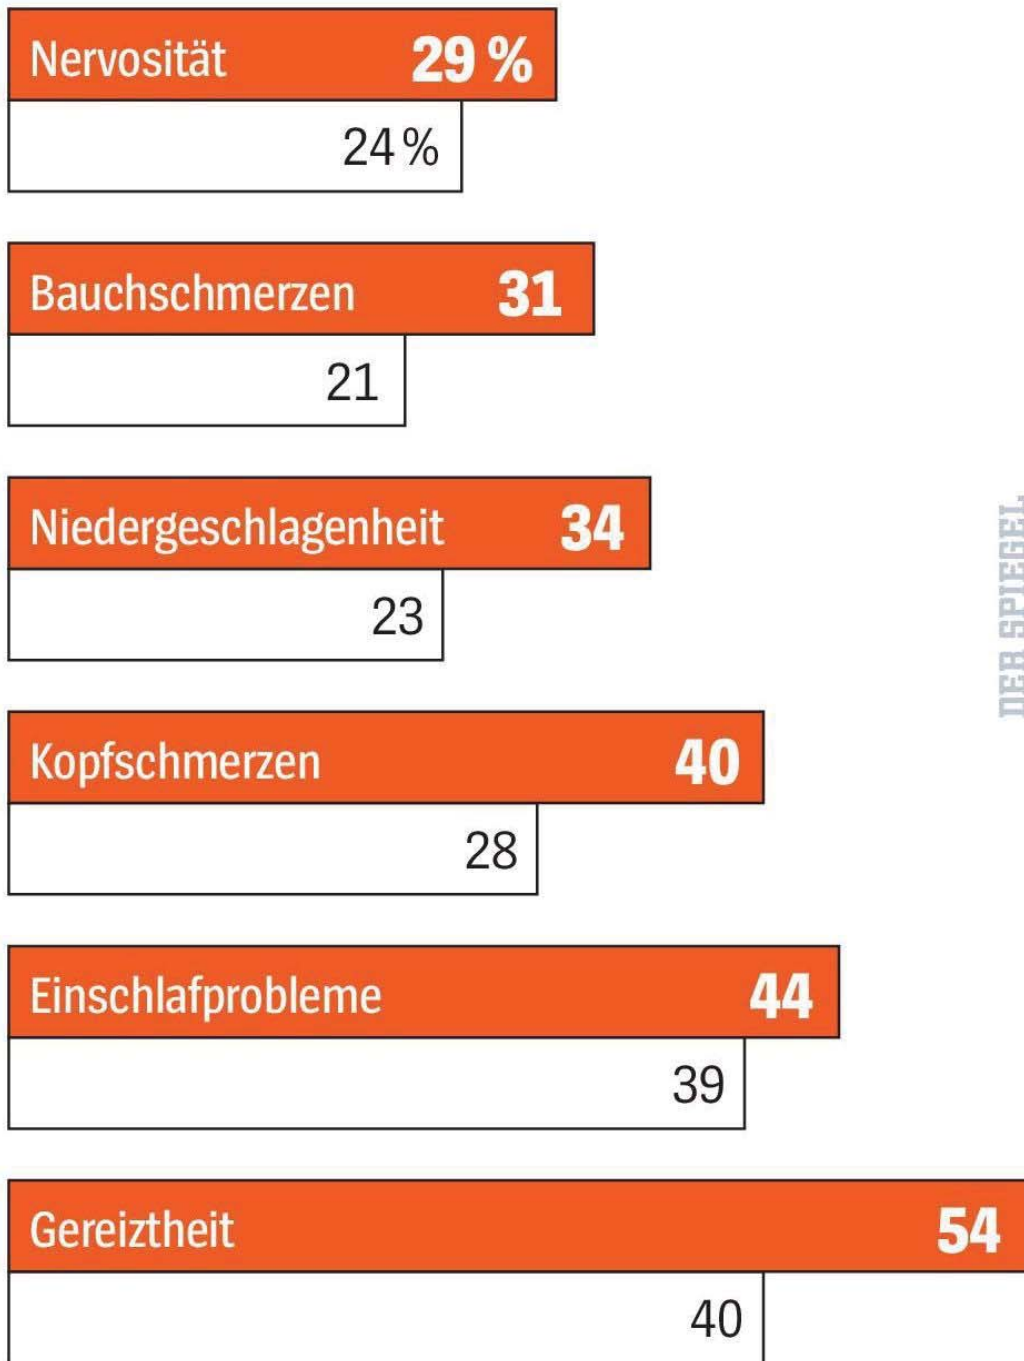 Nervosität 29 %
24 %
Bauchschmerzen 31
21
Niedergeschlagenheit 34
23
Kopfschmerzen 40
28
Einschlafprobleme 44
39
Gereiztheit 54
40
DER SPIEGEL